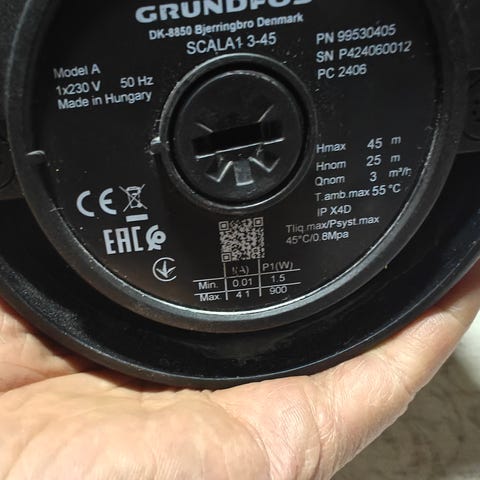 GRUNDFOS
DK-8850 Bjerringbro Denmark
SCALA1 3-45
PN 99530405
SN P424060012
PC 2406
Model A
1x230 V 50 Hz
Made in Hungary
Hmax 45 m
Hnom 25 m
Qnom 3 m³/h
T.amb.max 55 °C
IP X4D
Tliq.max/Psyst.max
45°C/0.8Mpa
CE
EAC
I(A) P1(W)
Min. 0.01 1.5
Max. 4.1 900